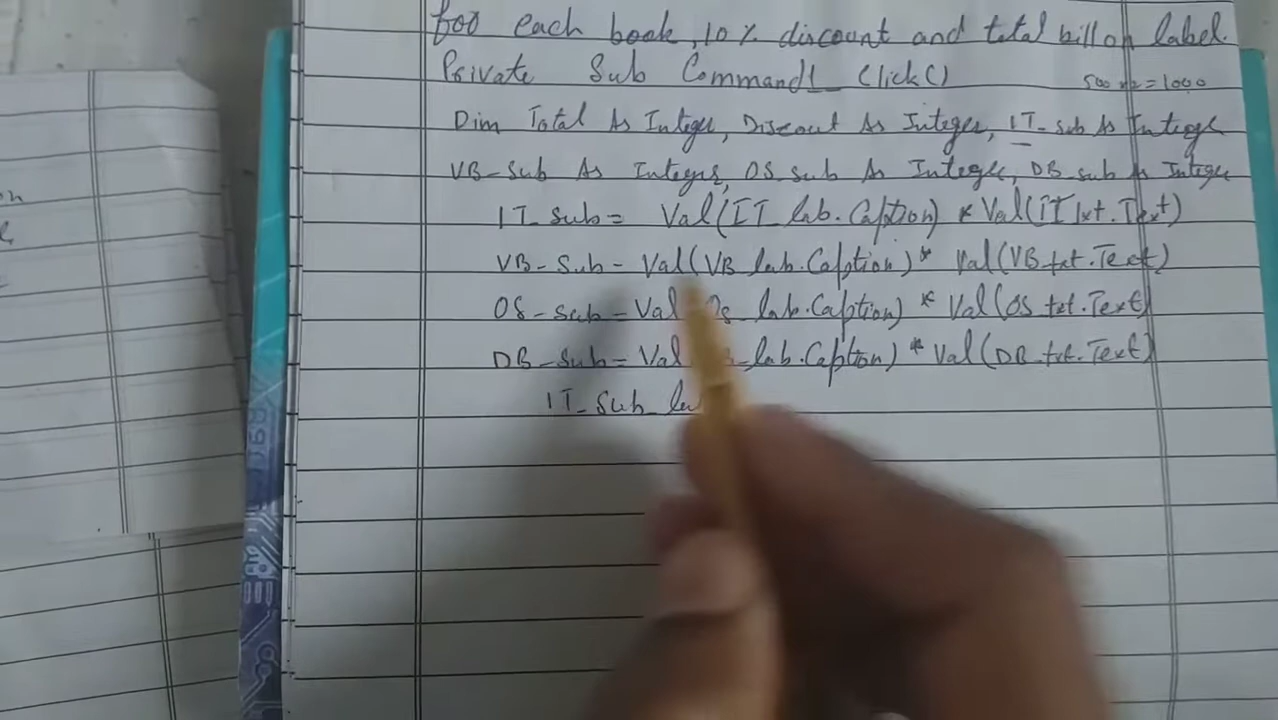 for each book, 10% discount and total bill on label.
Private Sub Command1_Click()
500 x 2 = 1000
Dim Total As Integer, Discout As Integer, IT_sub As Integer
VB_Sub As Integer, OS_sub As Integer, DB_sub As Integer
IT_Sub = Val(IT_lab.Caption) * Val(IT_txt.Text)
VB_Sub = Val(VB_lab.Caption) * Val(VB_txt.Text)
OS_Sub = Val Os_lab.Caption) * Val(OS_txt.Text)
DB_Sub = Val lab.Caption) * Val(DB_txt.Text)
IT_Sub_la